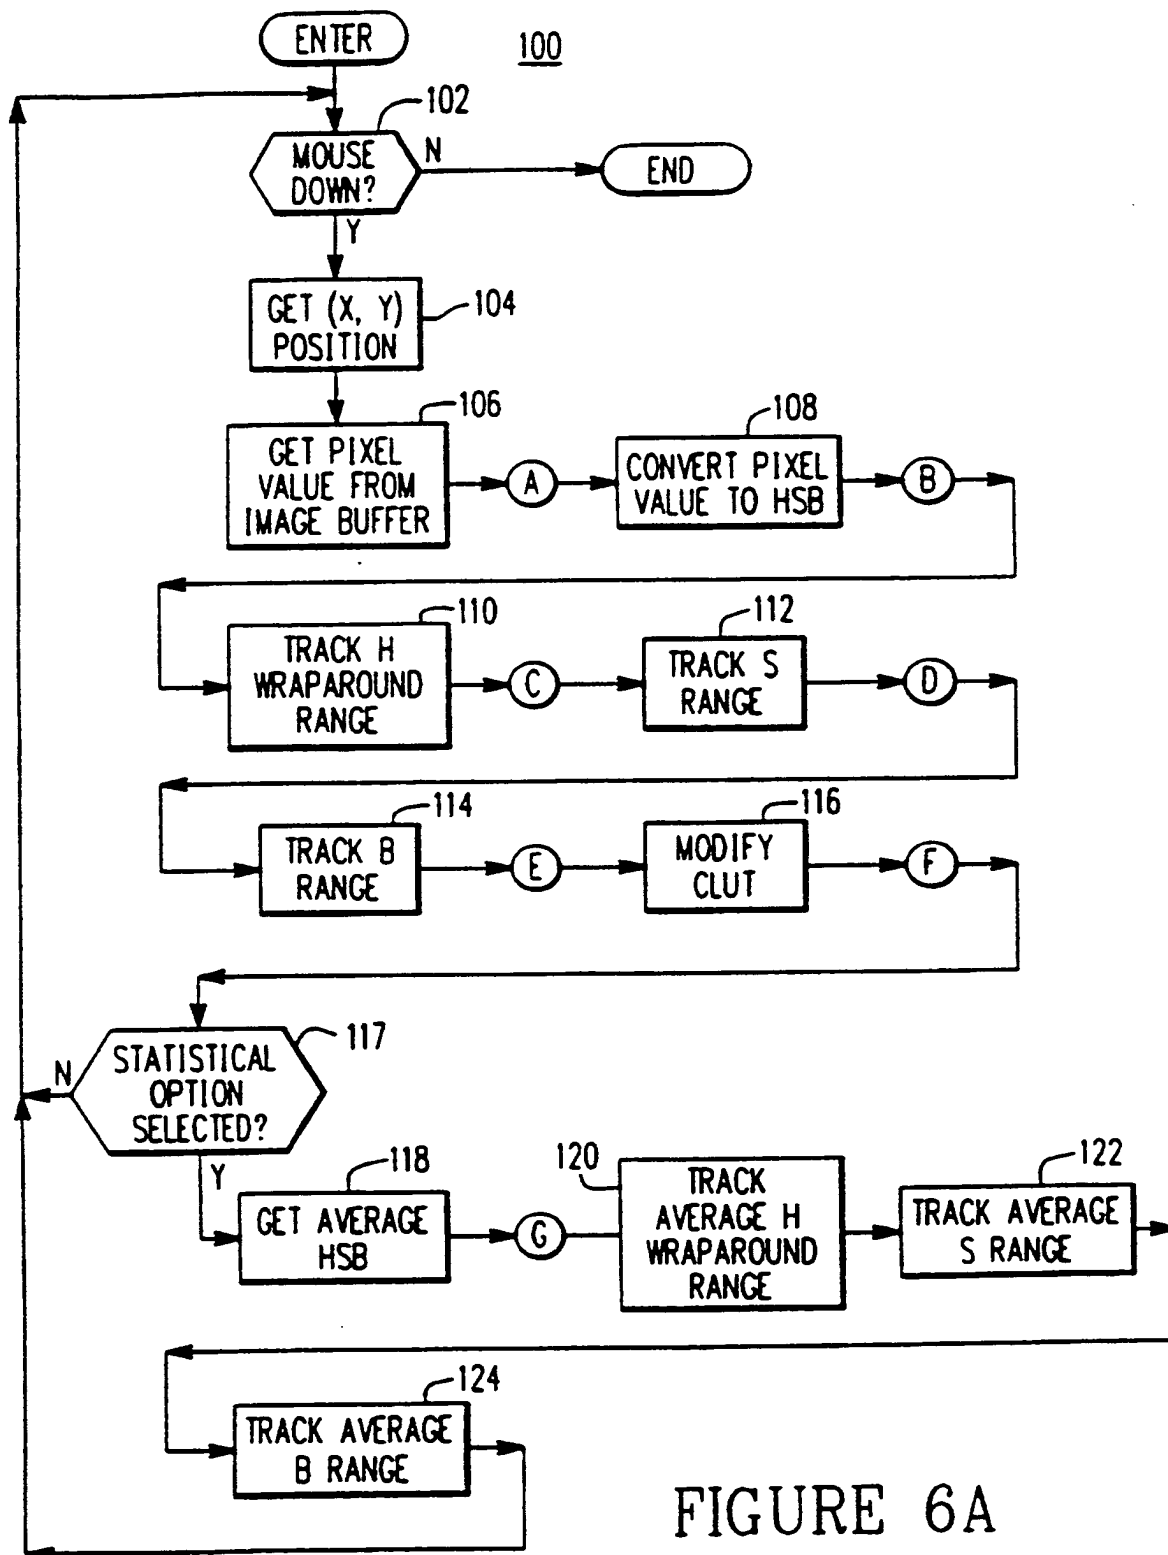 ENTER
100
102
MOUSE
DOWN?
N
END
Y
GET (X, Y)
POSITION
104
106
GET PIXEL
VALUE FROM
IMAGE BUFFER
A
108
CONVERT PIXEL
VALUE TO HSB
B
110
TRACK H
WRAPAROUND
RANGE
C
112
TRACK S
RANGE
D
114
TRACK B
RANGE
E
116
MODIFY
CLUT
F
117
N
STATISTICAL
OPTION
SELECTED?
Y
118
GET AVERAGE
HSB
G
120
TRACK
AVERAGE H
WRAPAROUND
RANGE
122
TRACK AVERAGE
S RANGE
124
TRACK AVERAGE
B RANGE
FIGURE 6A